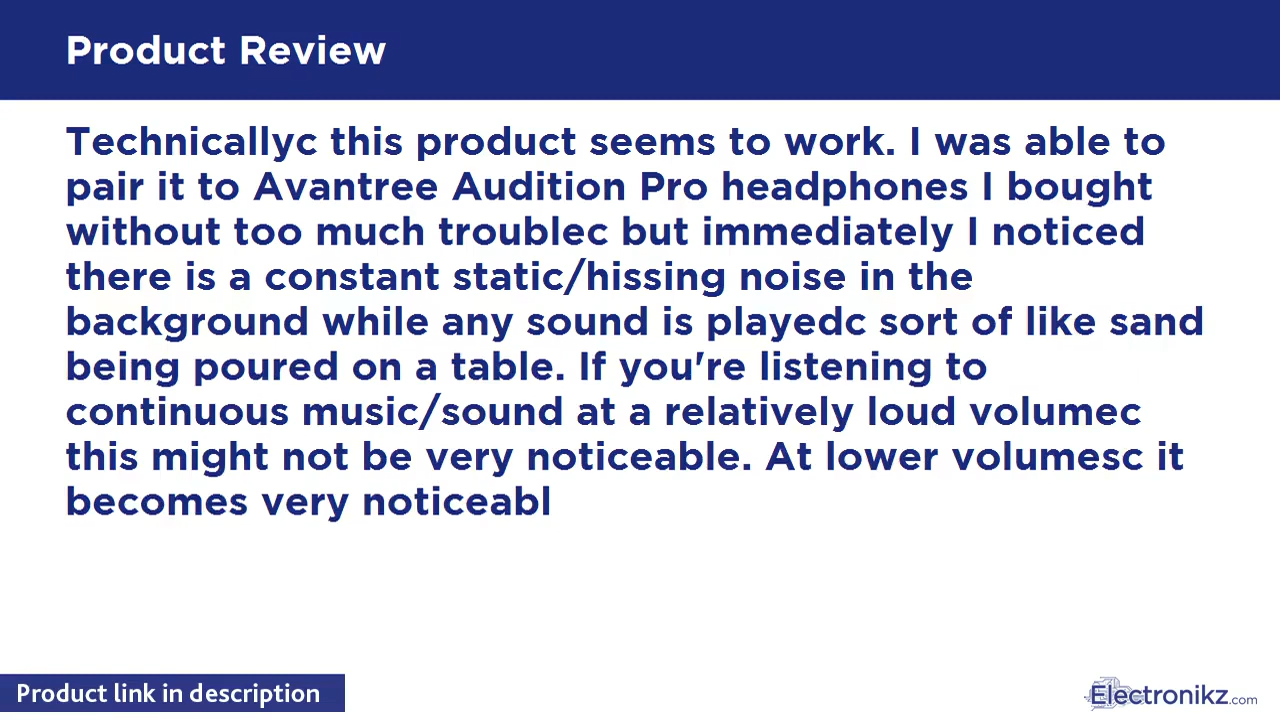 Product Review
Technicallyc this product seems to work. I was able to
pair it to Avantree Audition Pro headphones I bought
without too much troublec but immediately I noticed
there is a constant static/hissing noise in the
background while any sound is playedc sort of like sand
being poured on a table. If you're listening to
continuous music/sound at a relatively loud volumec
this might not be very noticeable. At lower volumesc it
becomes very noticeabl
Product link in description
Electronikz.com